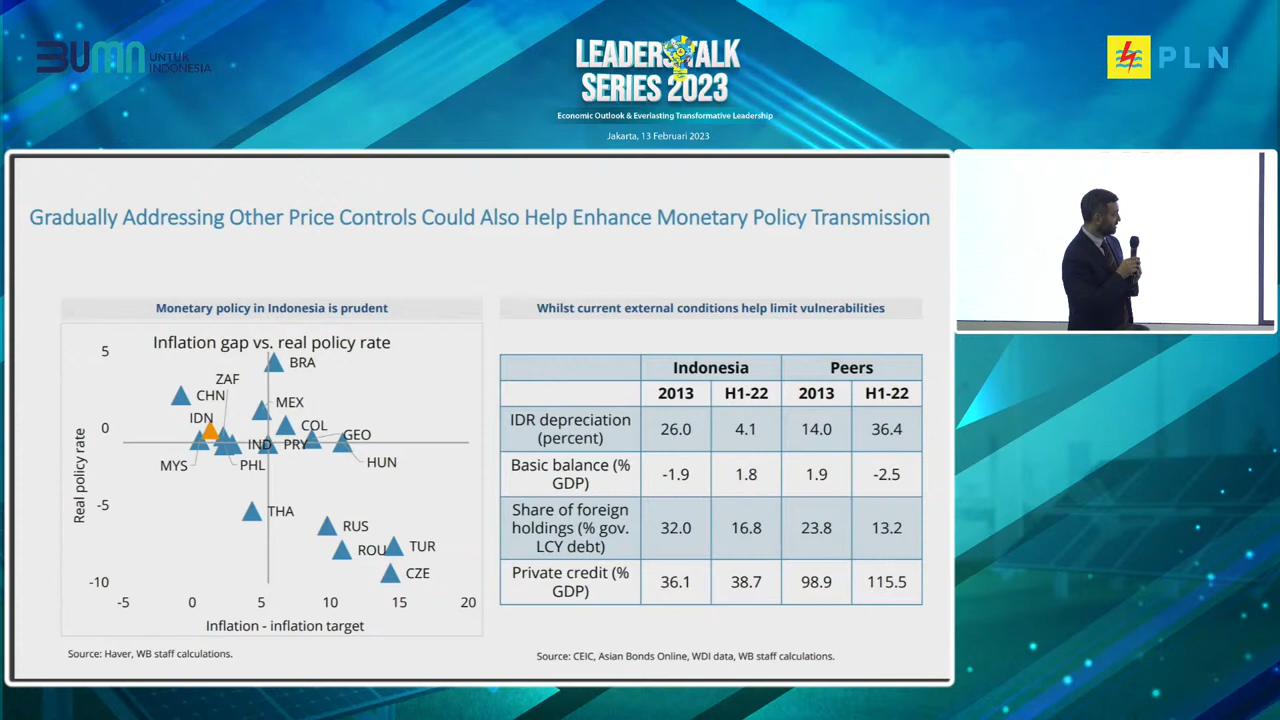 BUMN
UNTUK
INDONESIA
LEADERS TALK
SERIES 2023
Economic Outlook & Everlasting Transformative Leadership
Jakarta, 13 Februari 2023
PLN
Gradually Addressing Other Price Controls Could Also Help Enhance Monetary Policy Transmission
Monetary policy in Indonesia is prudent
Inflation gap vs. real policy rate
5
BRA
ZAF
CHN
MEX
IDN
0
COL
GEO
IND
PRY
MYS
PHL
HUN
Real policy rate
-5
THA
RUS
ROU
TUR
CZE
-10
-5
0
5
10
15
20
Inflation - inflation target
Source: Haver, WB staff calculations.
Whilst current external conditions help limit vulnerabilities
Indonesia Peers
2013 H1-22 2013 H1-22
IDR depreciation
(percent)
26.0 4.1 14.0 36.4
Basic balance (%
GDP)
-1.9 1.8 1.9 -2.5
Share of foreign
holdings (% gov.
LCY debt)
32.0 16.8 23.8 13.2
Private credit (%
GDP)
36.1 38.7 98.9 115.5
Source: CEIC, Asian Bonds Online, WDI data, WB staff calculations.